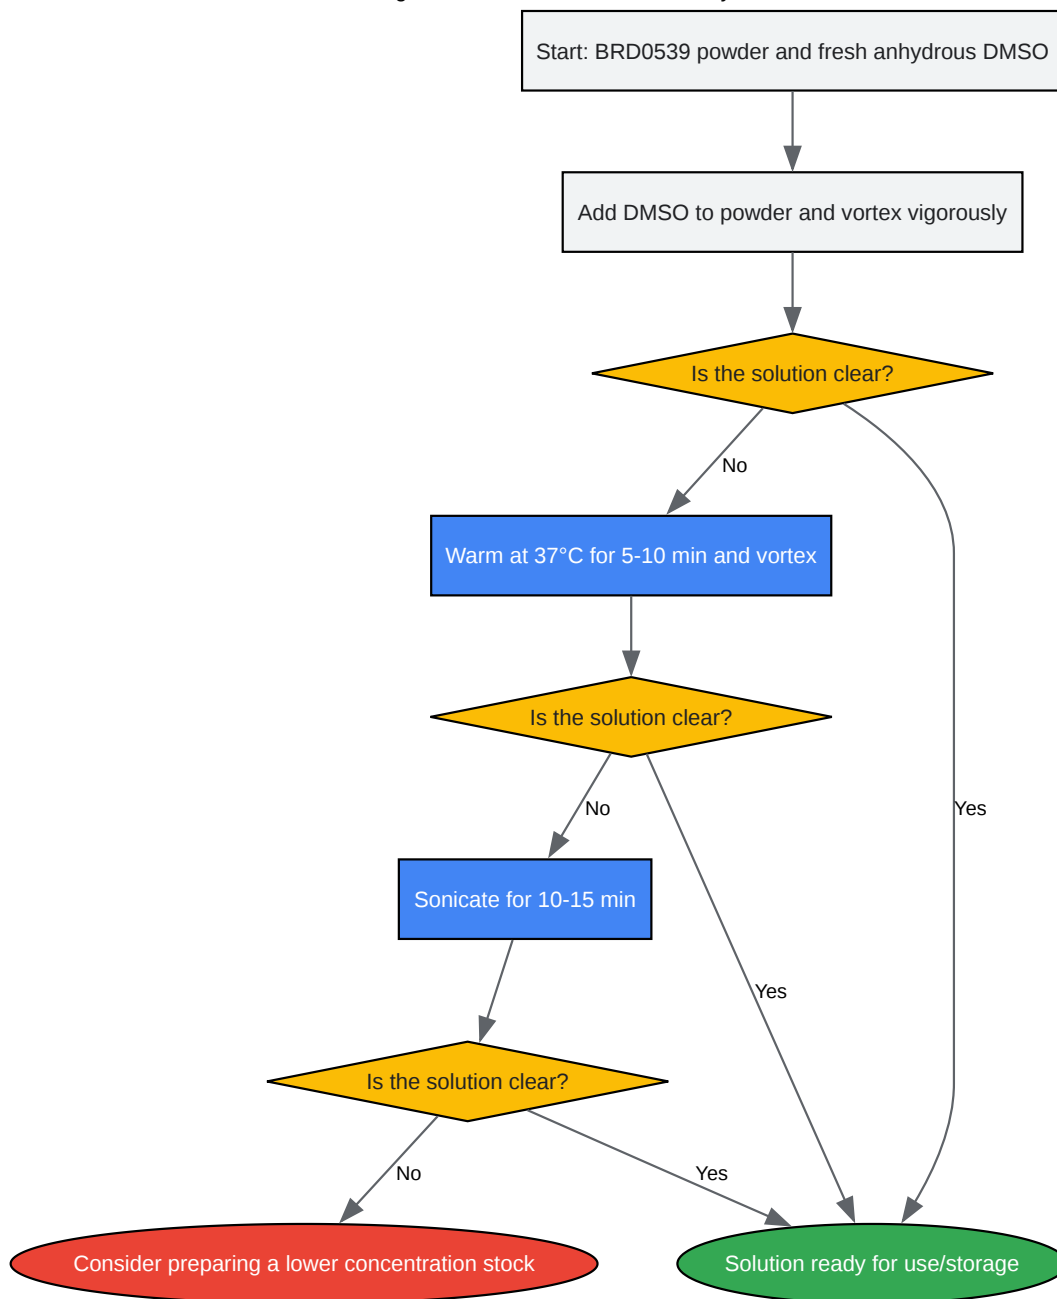 Start: BRD0539 powder and fresh anhydrous DMSO
Add DMSO to powder and vortex vigorously
Is the solution clear?
No
Warm at 37°C for 5-10 min and vortex
Is the solution clear?
No
Yes
Sonicate for 10-15 min
Yes
Is the solution clear?
No
Yes
Consider preparing a lower concentration stock
Solution ready for use/storage